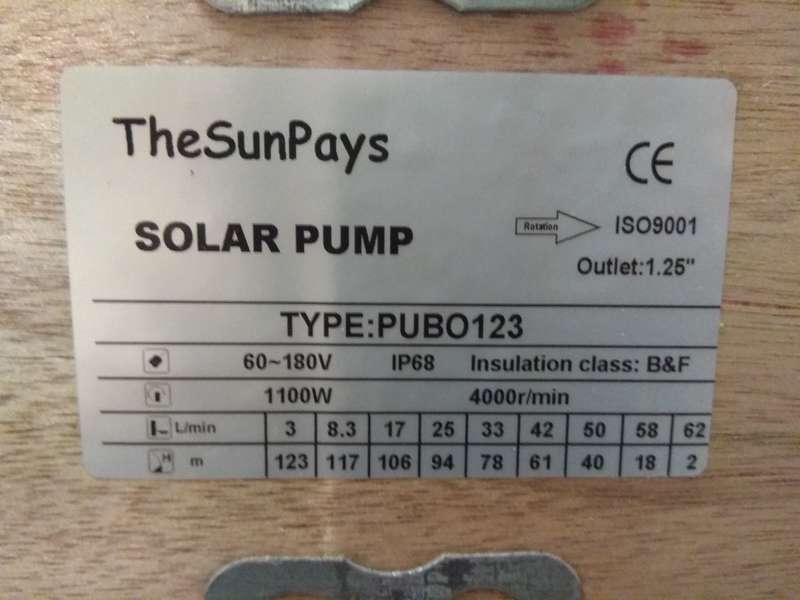 TheSunPays
CE
SOLAR PUMP
Rotation
ISO9001
Outlet:1.25"
TYPE:PUBO123
60~180V IP68 Insulation class: B&F
1100W 4000r/min
L/min 3 8.3 17 25 33 42 50 58 62
H m 123 117 106 94 78 61 40 18 2